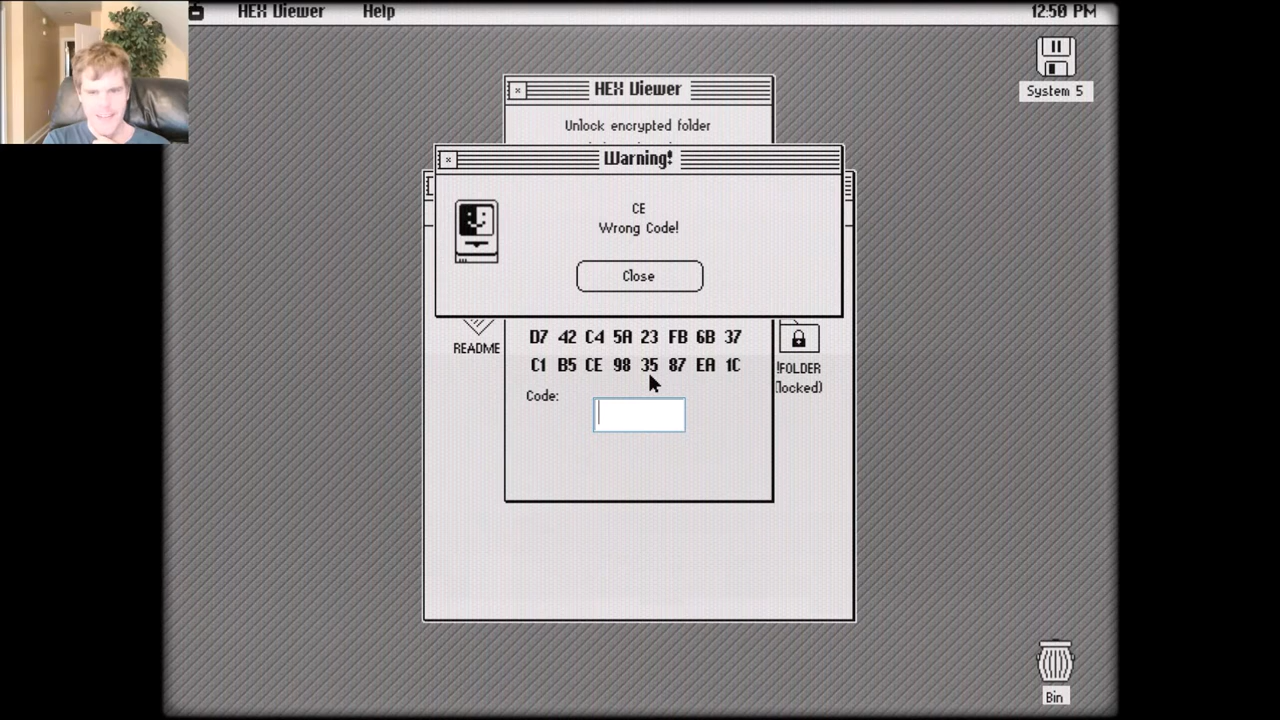 HEX Viewer Help 12:50 PM
System 5
HEX Viewer
Unlock encrypted folder
Warning!
CE
Wrong Code!
Close
D7 42 C4 5A 23 FB 6B 37
C1 B5 CE 98 35 87 EA 1C
Code:
README
!FOLDER
(locked)
Bin